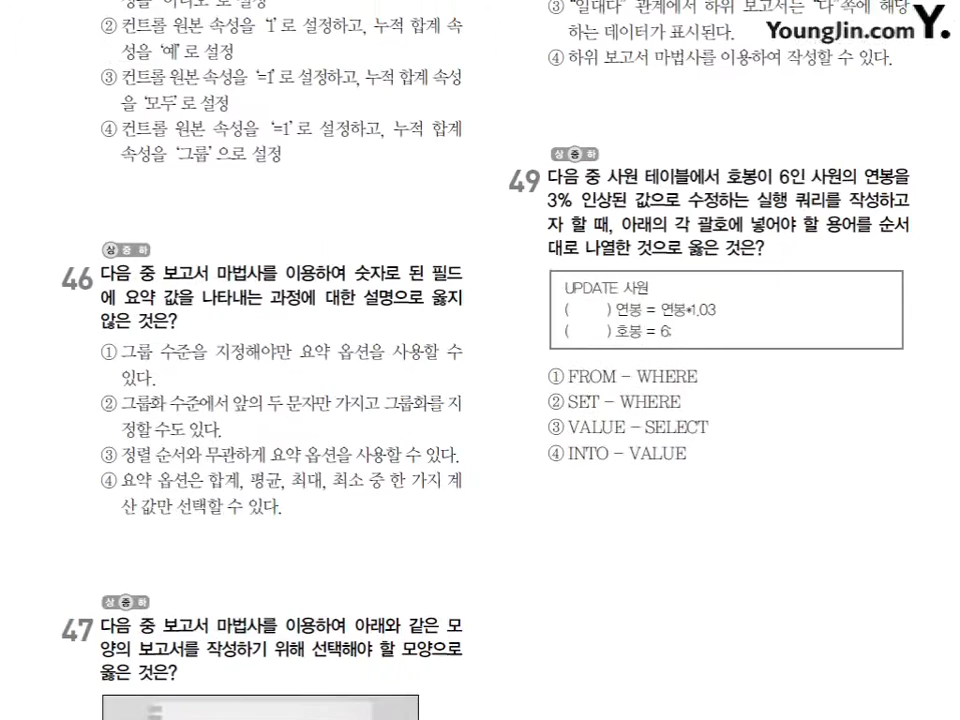 ② 컨트롤 원본 속성을 '1'로 설정하고, 누적 합계 속
성을 '예'로 설정
③ 컨트롤 원본 속성을 '=1'로 설정하고, 누적 합계 속성
을 '모두'로 설정
④ 컨트롤 원본 속성을 '=1'로 설정하고, 누적 합계
속성을 '그룹'으로 설정
상 중 하
46 다음 중 보고서 마법사를 이용하여 숫자로 된 필드
에 요약 값을 나타내는 과정에 대한 설명으로 옳지
않은 것은?
① 그룹 수준을 지정해야만 요약 옵션을 사용할 수
있다.
② 그룹화 수준에서 앞의 두 문자만 가지고 그룹화를 지
정할 수도 있다.
③ 정렬 순서와 무관하게 요약 옵션을 사용할 수 있다.
④ 요약 옵션은 합계, 평균, 최대, 최소 중 한 가지 계
산 값만 선택할 수 있다.
상 중 하
47 다음 중 보고서 마법사를 이용하여 아래와 같은 모
양의 보고서를 작성하기 위해 선택해야 할 모양으로
옳은 것은?
③ "일대다" 관계에서 하위 보고서는 "다"쪽에 해당
하는 데이터가 표시된다.
④ 하위 보고서 마법사를 이용하여 작성할 수 있다.
YoungJin.com Y.
상 중 하
49 다음 중 사원 테이블에서 호봉이 6인 사원의 연봉을
3% 인상된 값으로 수정하는 실행 쿼리를 작성하고
자 할 때, 아래의 각 괄호에 넣어야 할 용어를 순서
대로 나열한 것으로 옳은 것은?
UPDATE 사원
( ) 연봉 = 연봉*1.03
( ) 호봉 = 6;
① FROM – WHERE
② SET – WHERE
③ VALUE – SELECT
④ INTO – VALUE